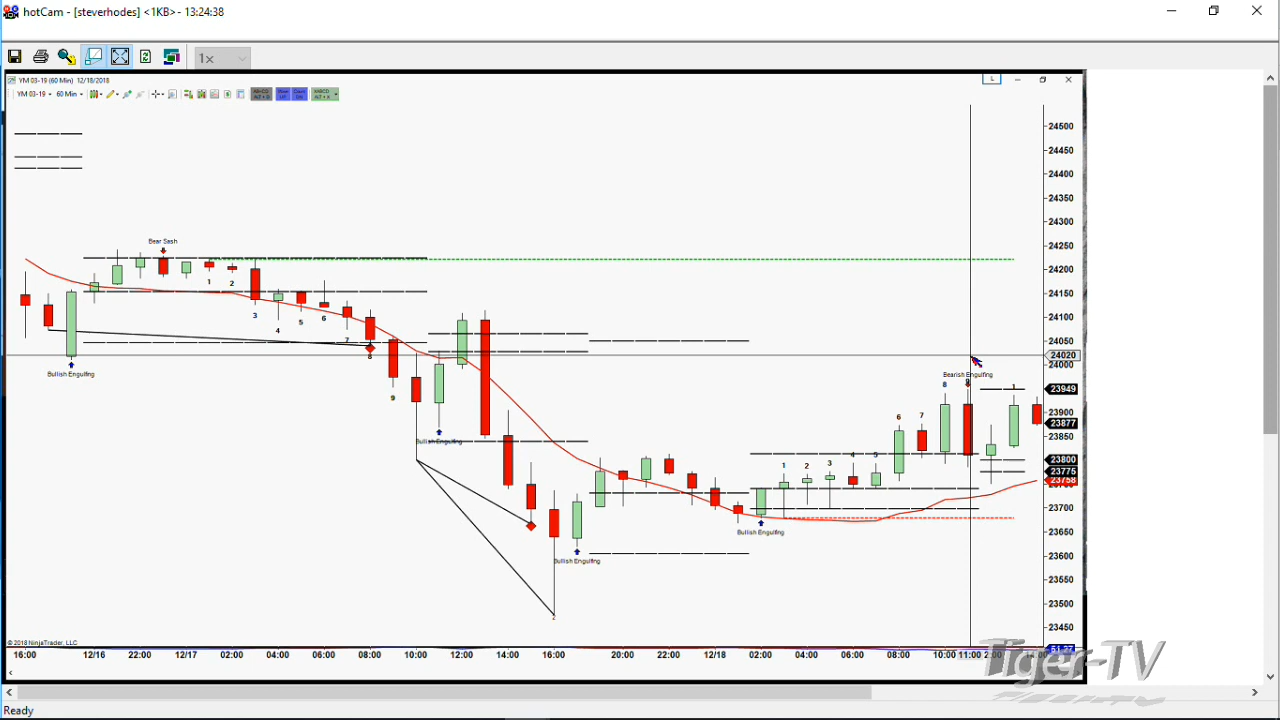 hotCam - [steverhodes] <1KB> - 13:24:38
1x
YM 03-19 (60 Min) 12/18/2018
L
YM 03-19 60 Min
24500
24450
24400
24350
24300
24250
24200
24150
24100
24050
24020
24000
23949
23900
23877
23850
23800
23775
23758
23700
23650
23600
23550
23500
23450
Bear Sash
1 2
3
4
5
6
7
8
9
Bullish Engulfing
Bullish Engulfing
Bullish Engulfing
2
Bullish Engulfing
1 2 3 4 5
6 7
8
Bearish Engulfing
9
1
© 2018 NinjaTrader, LLC
16:00 12/16 22:00 12/17 02:00 04:00 06:00 08:00 10:00 12:00 14:00 16:00 20:00 22:00 12/18 02:00 04:00 06:00 08:00 10:00 11:00
Tiger-TV
Ready